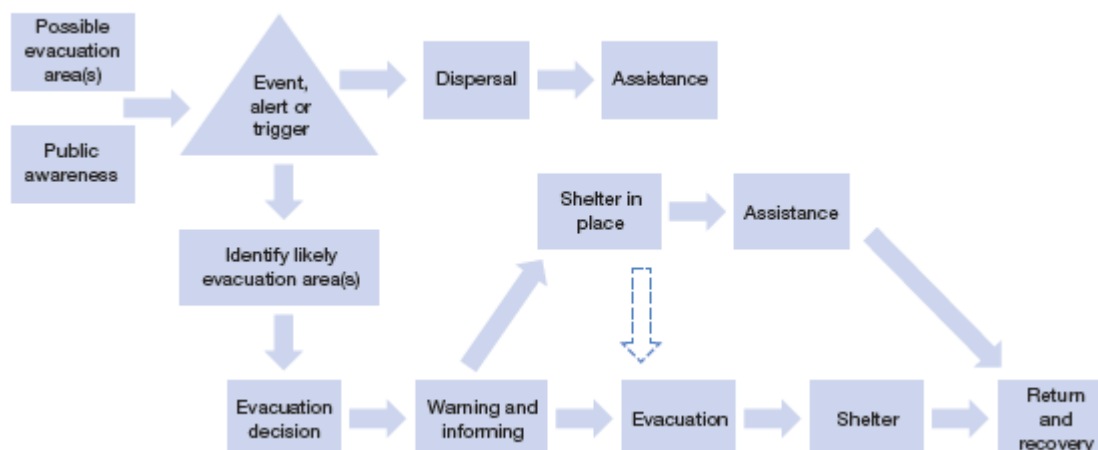 Possible
evacuation
area(s)
Public
awareness
Event,
alert or
trigger
Dispersal
Assistance
Shelter in
place
Assistance
Identify likely
evacuation area(s)
Evacuation
decision
Warning and
informing
Evacuation
Shelter
Return
and
recovery